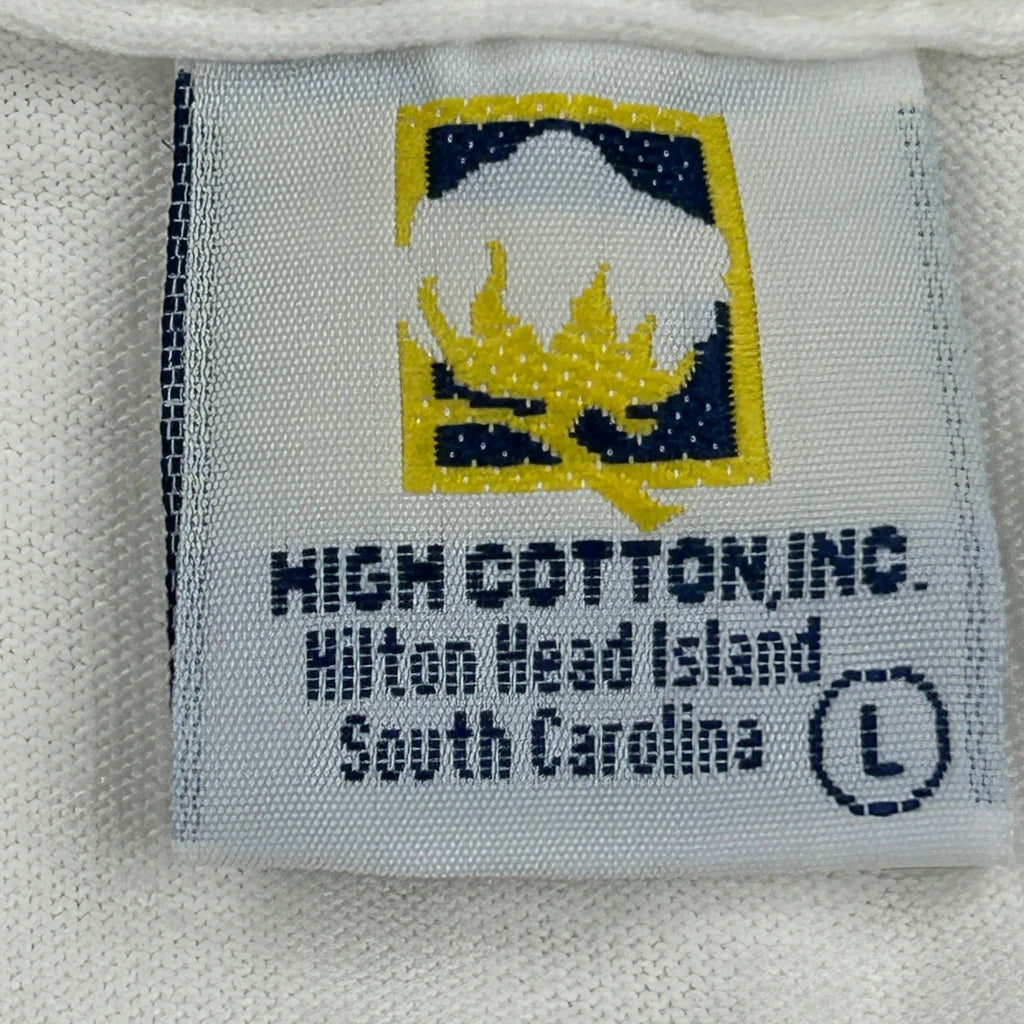 HIGH COTTON, INC.
Hilton Head Island
South Carolina
L